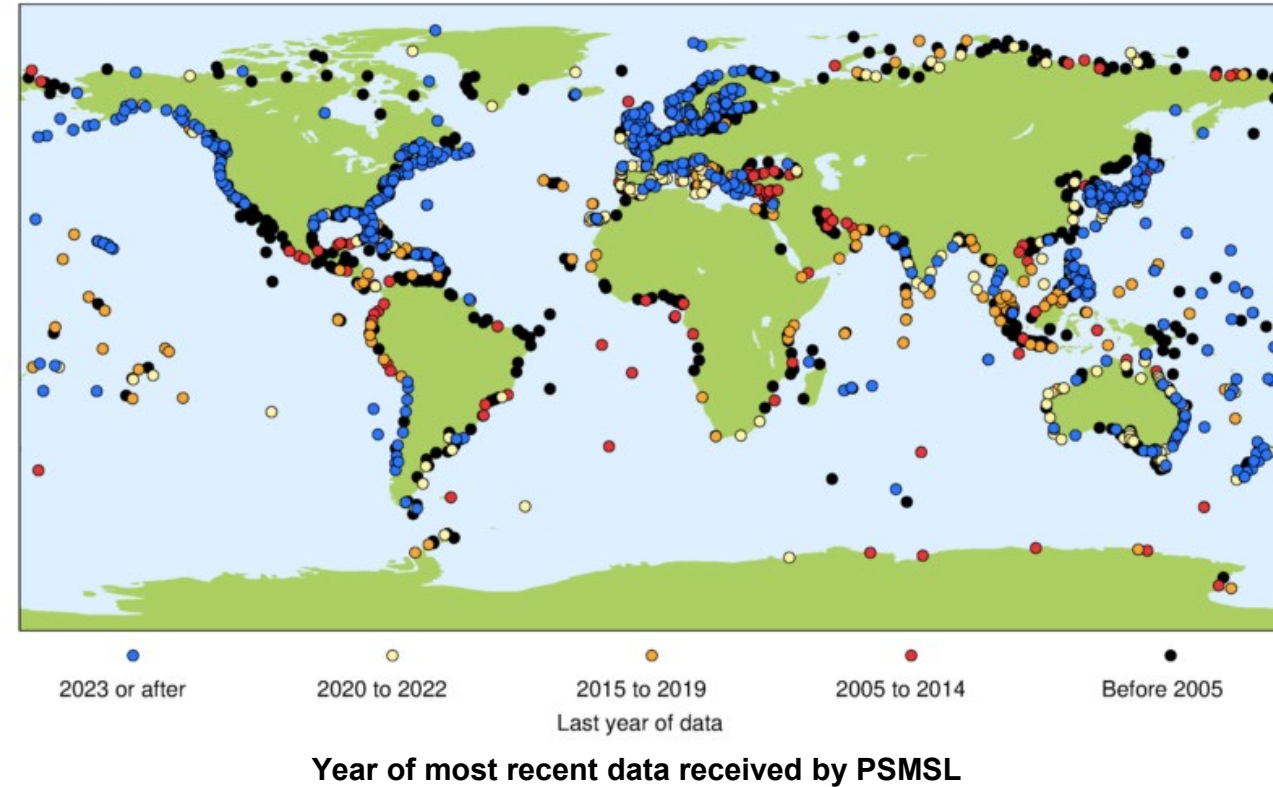 2023 or after
2020 to 2022
2015 to 2019
2005 to 2014
Before 2005
Last year of data
Year of most recent data received by PSMSL